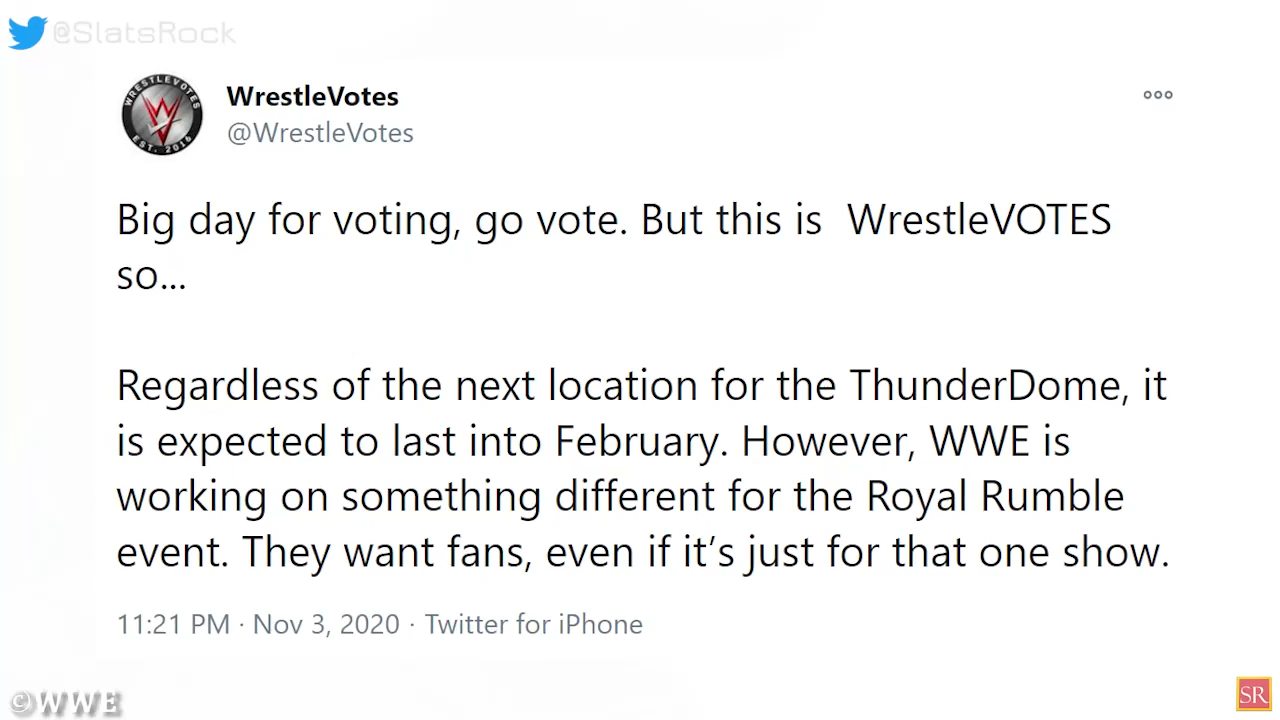 @SlatsRock
WRESTLEVOTES
EST. 2016
WrestleVotes
@WrestleVotes
Big day for voting, go vote. But this is WrestleVOTES
so...
Regardless of the next location for the ThunderDome, it
is expected to last into February. However, WWE is
working on something different for the Royal Rumble
event. They want fans, even if it’s just for that one show.
11:21 PM · Nov 3, 2020 · Twitter for iPhone
©WWE
SR